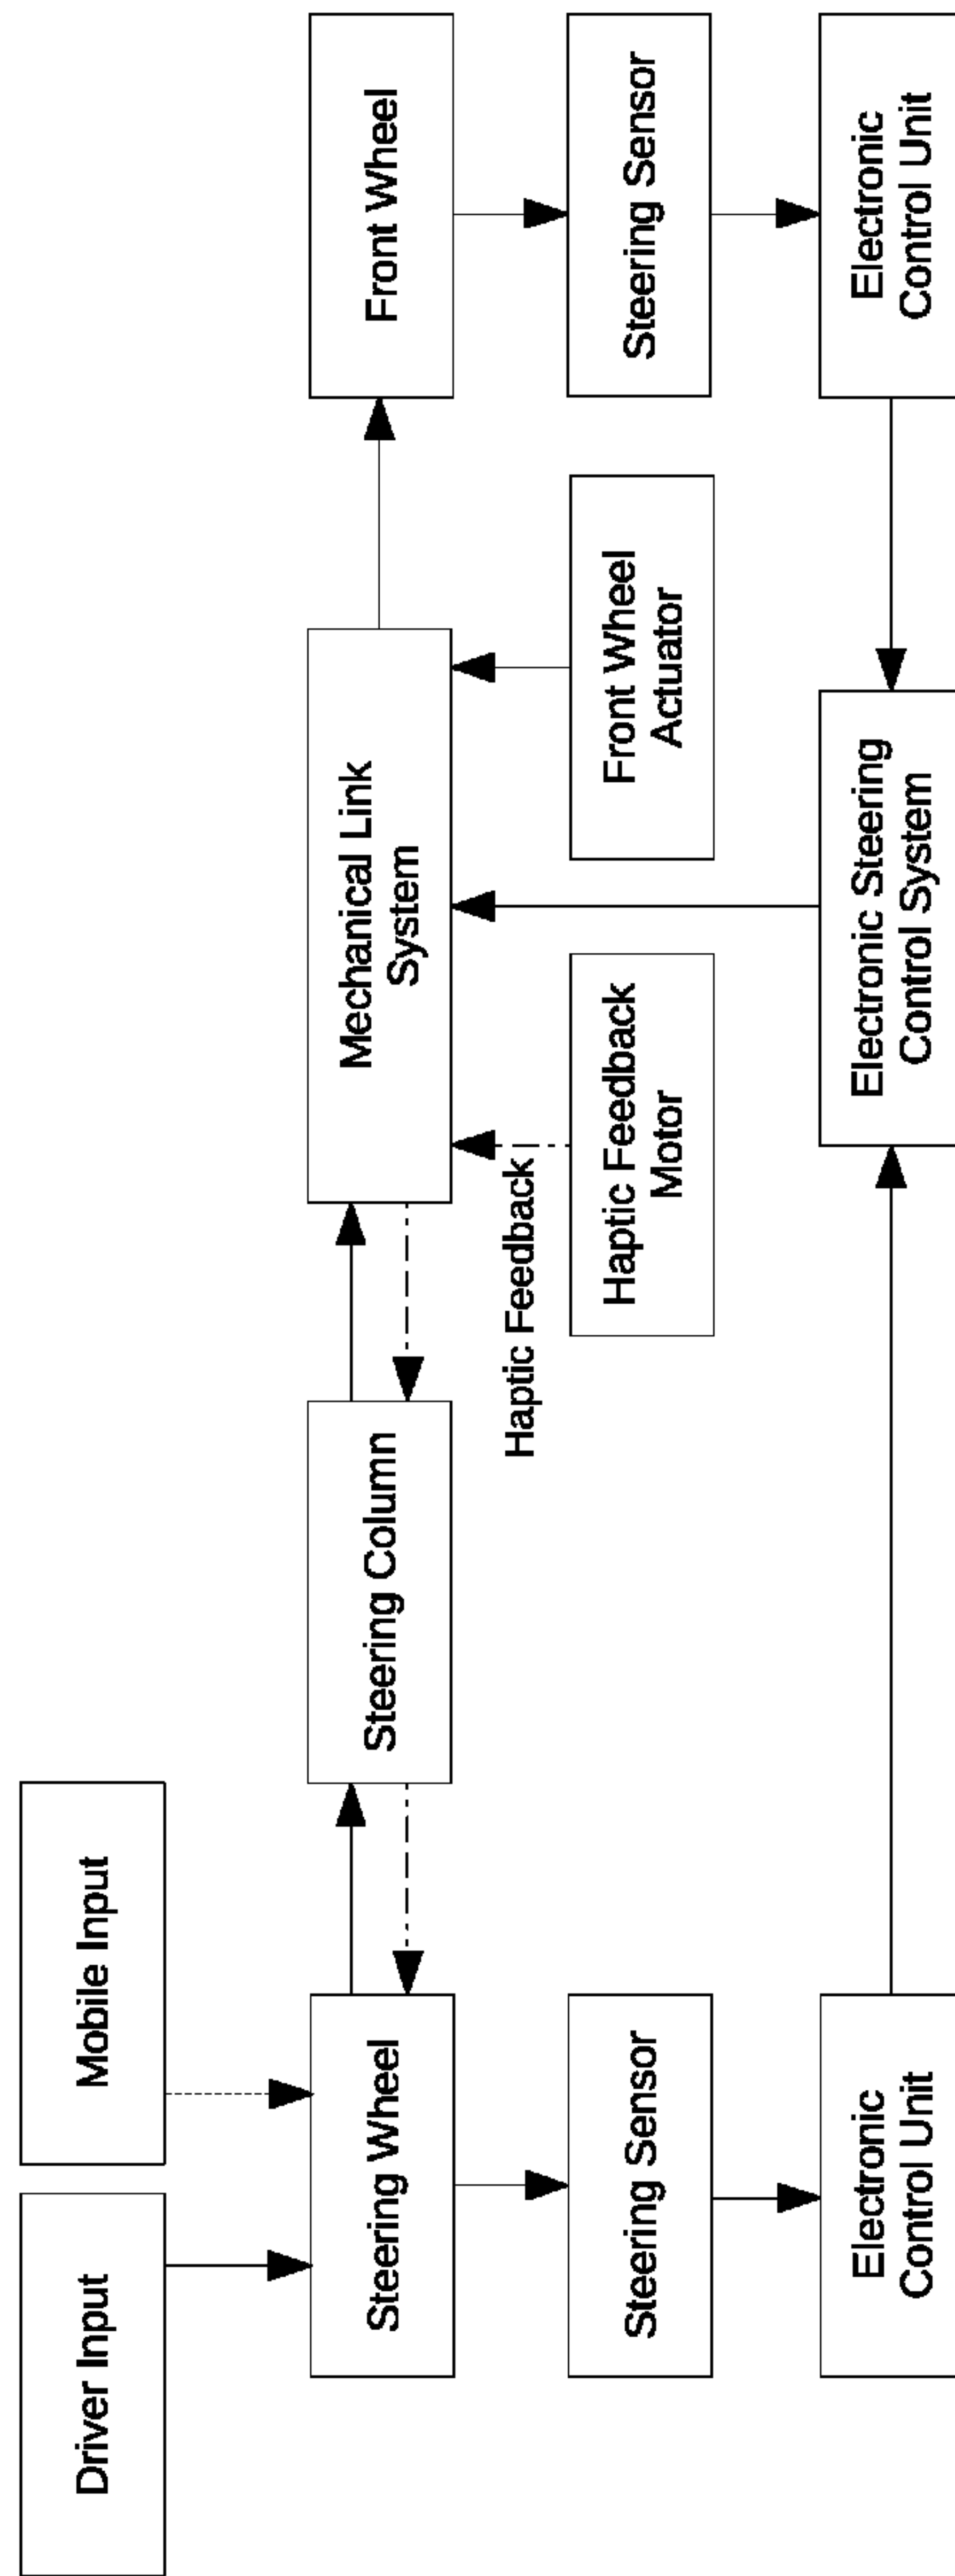 Driver Input
Mobile Input
Steering Wheel
Steering Column
Mechanical Link
System
Front Wheel
Haptic Feedback
Steering Sensor
Haptic Feedback
Motor
Front Wheel
Actuator
Steering Sensor
Electronic
Control Unit
Electronic Steering
Control System
Electronic
Control Unit